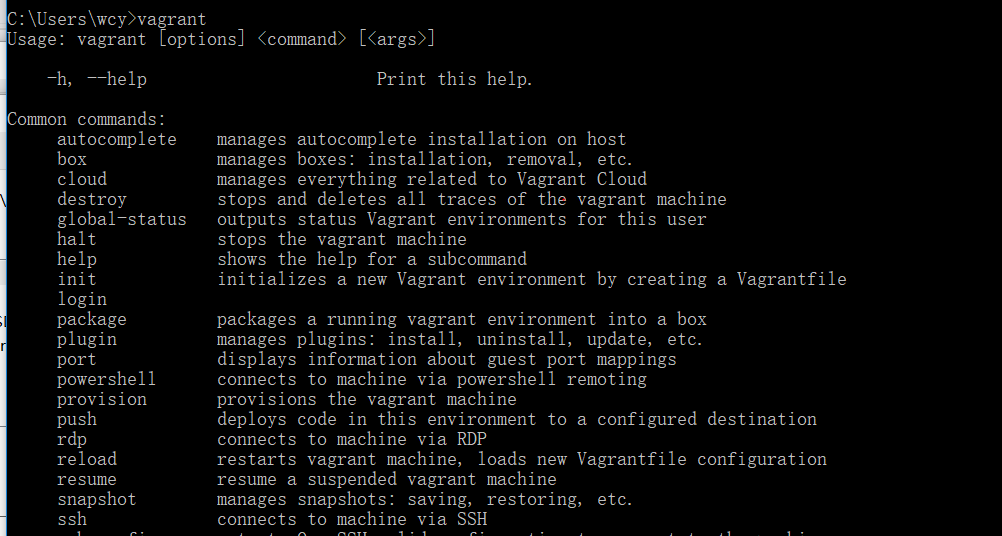 C:\Users\wcy>vagrant
Usage: vagrant [options] <command> [<args>]
-h, --help Print this help.
Common commands:
autocomplete manages autocomplete installation on host
box manages boxes: installation, removal, etc.
cloud manages everything related to Vagrant Cloud
destroy stops and deletes all traces of the vagrant machine
global-status outputs status Vagrant environments for this user
halt stops the vagrant machine
help shows the help for a subcommand
init initializes a new Vagrant environment by creating a Vagrantfile
login
package packages a running vagrant environment into a box
plugin manages plugins: install, uninstall, update, etc.
port displays information about guest port mappings
powershell connects to machine via powershell remoting
provision provisions the vagrant machine
push deploys code in this environment to a configured destination
rdp connects to machine via RDP
reload restarts vagrant machine, loads new Vagrantfile configuration
resume resume a suspended vagrant machine
snapshot manages snapshots: saving, restoring, etc.
ssh connects to machine via SSH